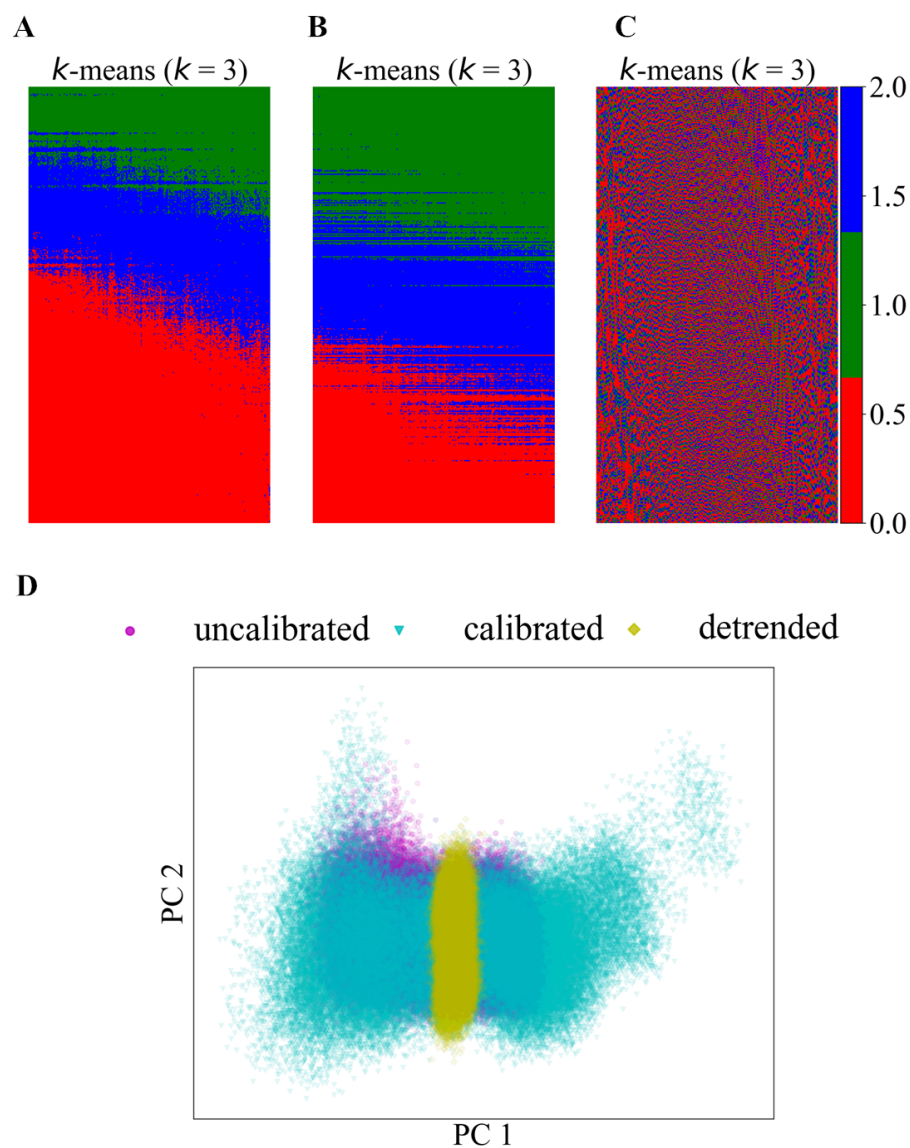 A B C
k-means (k = 3) k-means (k = 3) k-means (k = 3)
2.0
1.5
1.0
0.5
0.0
D
uncalibrated calibrated detrended
PC 2
PC 1